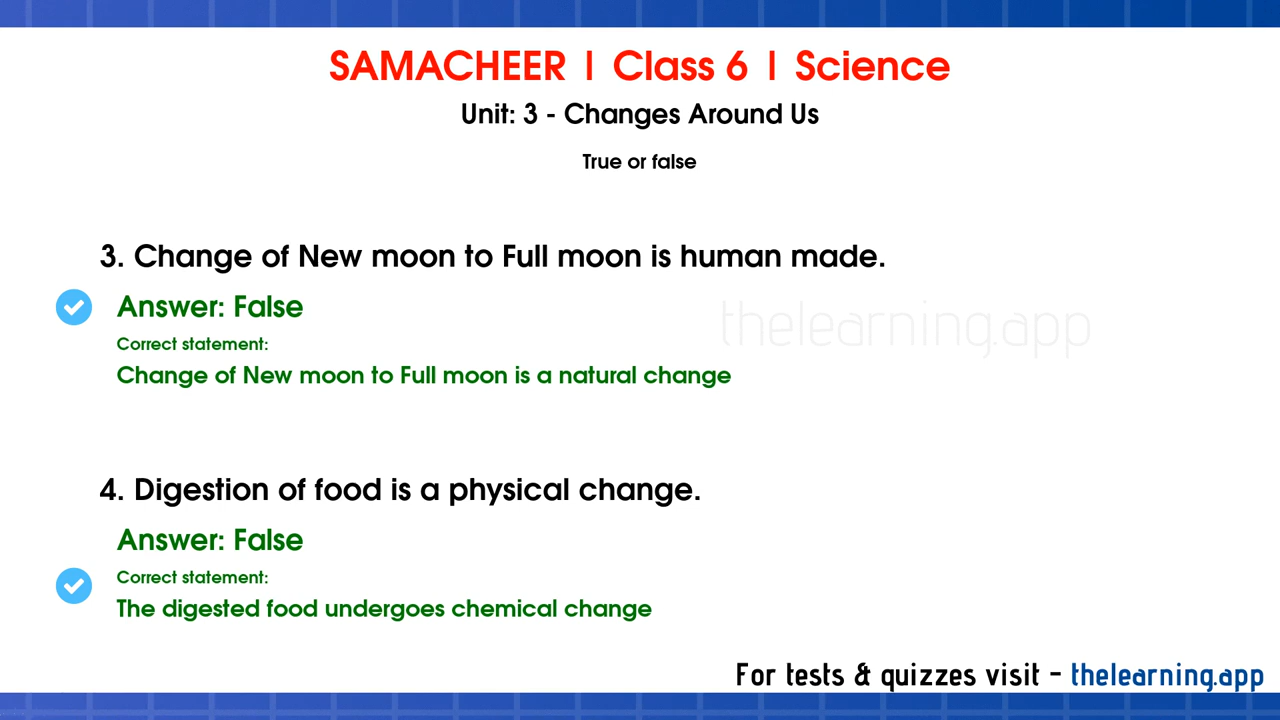 SAMACHEER | Class 6 | Science
Unit: 3 - Changes Around Us
True or false
3. Change of New moon to Full moon is human made.
Answer: False
Correct statement:
Change of New moon to Full moon is a natural change
thelearning.app
4. Digestion of food is a physical change.
Answer: False
Correct statement:
The digested food undergoes chemical change
For tests & quizzes visit - thelearning.app